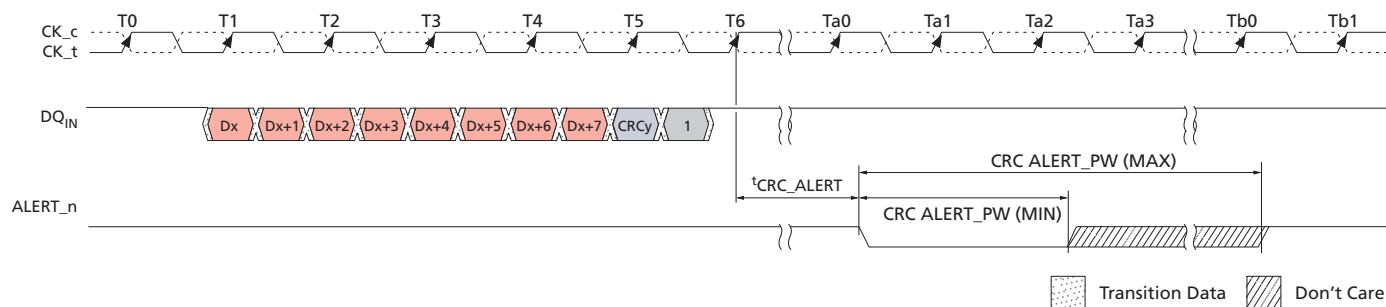 T0 T1 T2 T3 T4 T5 T6 Ta0 Ta1 Ta2 Ta3 Tb0 Tb1
CK_c
CK_t
DQIN
Dx Dx+1 Dx+2 Dx+3 Dx+4 Dx+5 Dx+6 Dx+7 CRCy 1
CRC ALERT_PW (MAX)
tCRC_ALERT
CRC ALERT_PW (MIN)
ALERT_n
Transition Data Don't Care